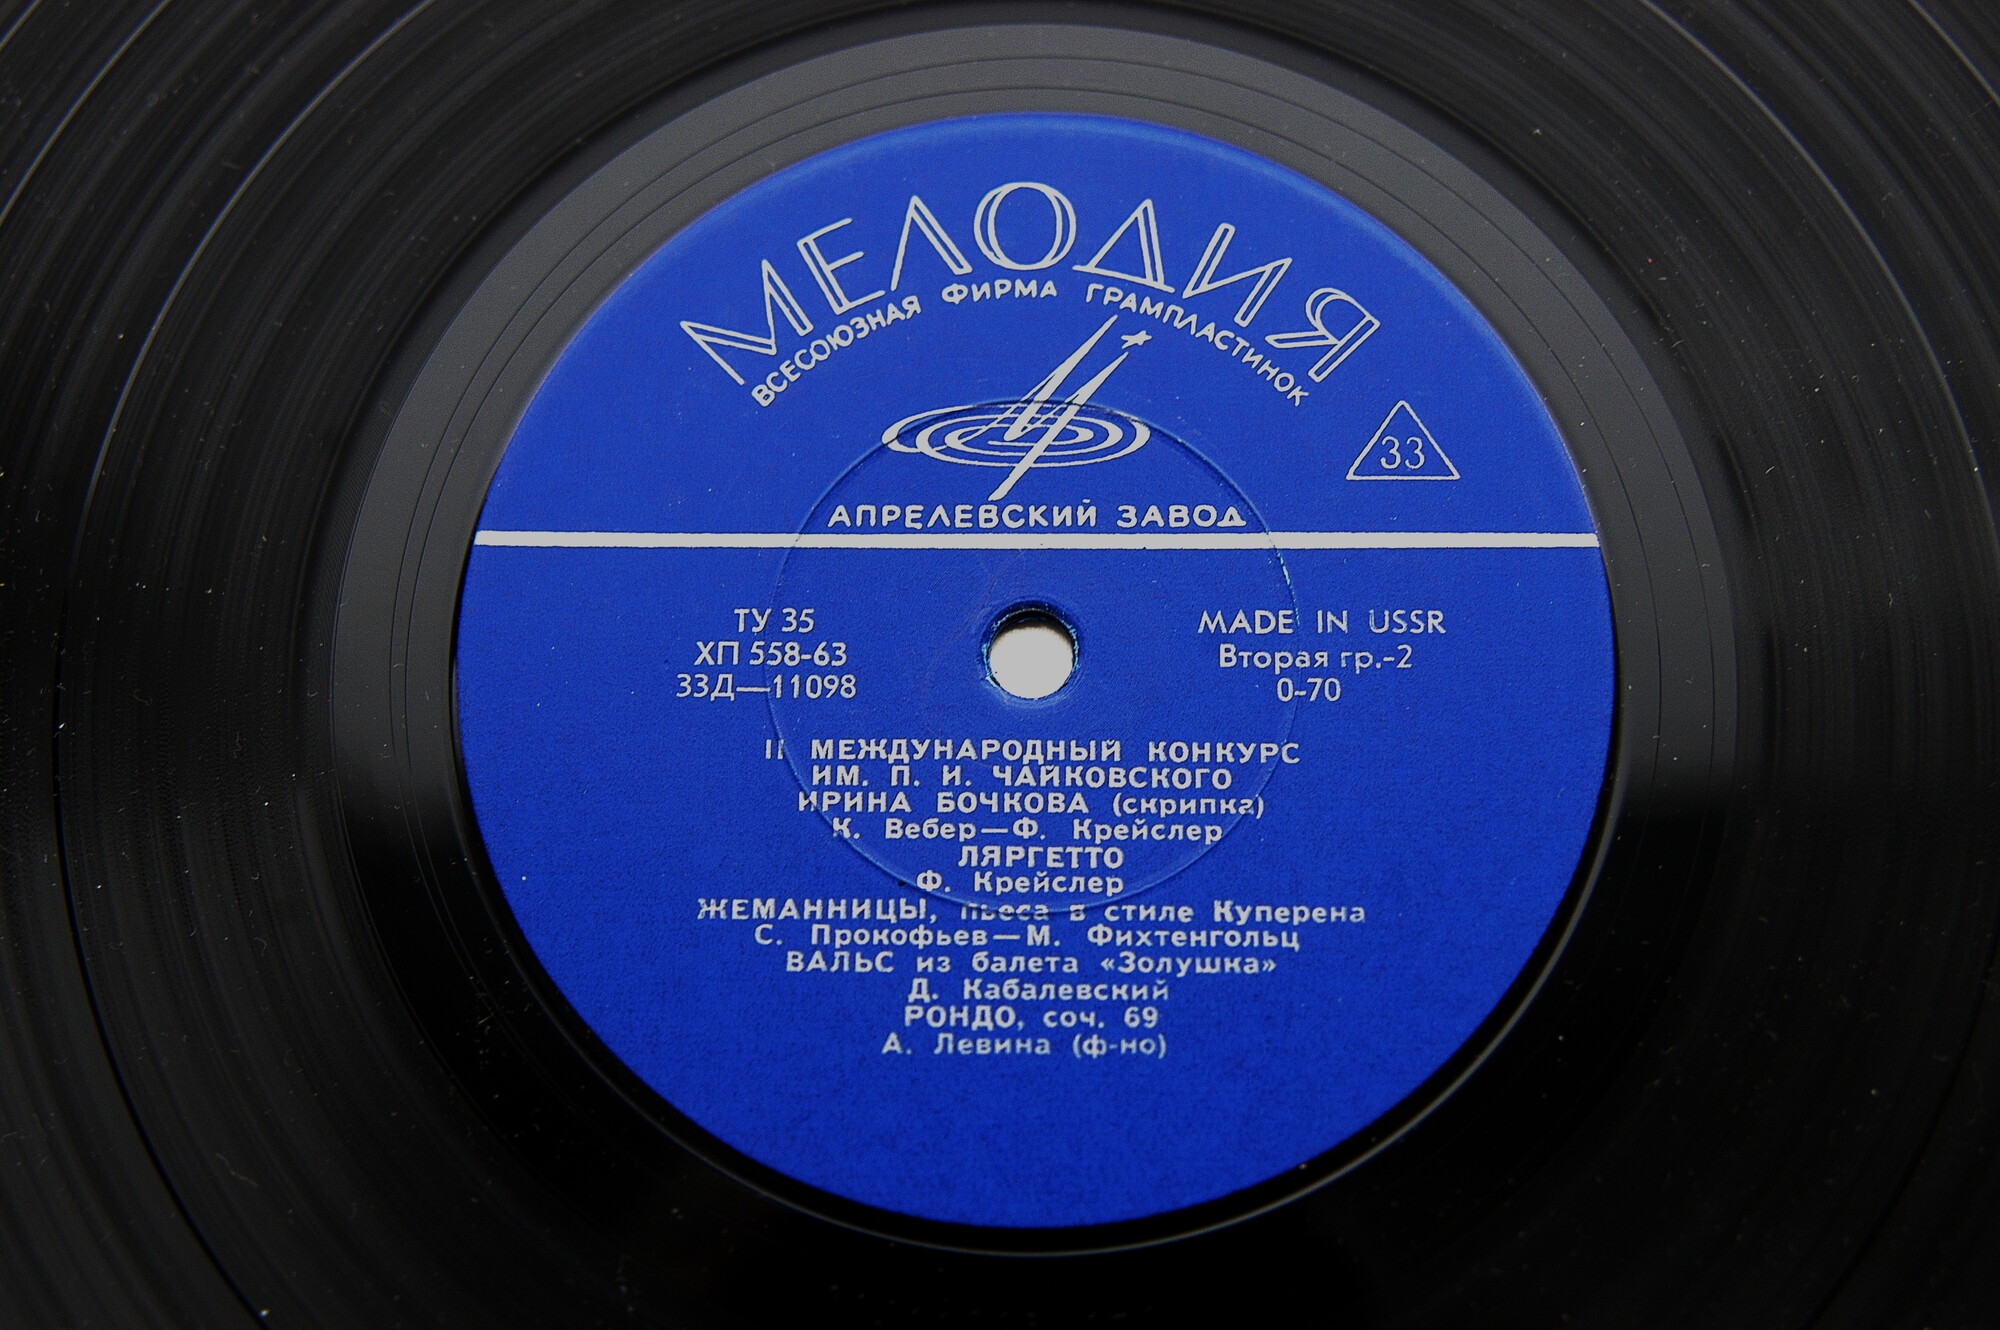 МЕЛОДИЯ
ВСЕСОЮЗНАЯ ФИРМА ГРАМПЛАСТИНОК
33
АПРЕЛЕВСКИЙ ЗАВОД
ТУ 35
ХП 558-63
33Д—11098
MADE IN USSR
Вторая гр.-2
0-70
II МЕЖДУНАРОДНЫЙ КОНКУРС
ИМ. П. И. ЧАЙКОВСКОГО
ИРИНА БОЧКОВА (скрипка)
К. Вебер—Ф. Крейслер
ЛЯРГЕТТО
Ф. Крейслер
ЖЕМАННИЦЫ, пьеса в стиле Куперена
С. Прокофьев—М. Фихтенгольц
ВАЛЬС из балета «Золушка»
Д. Кабалевский
РОНДО, соч. 69
А. Левина (ф-но)